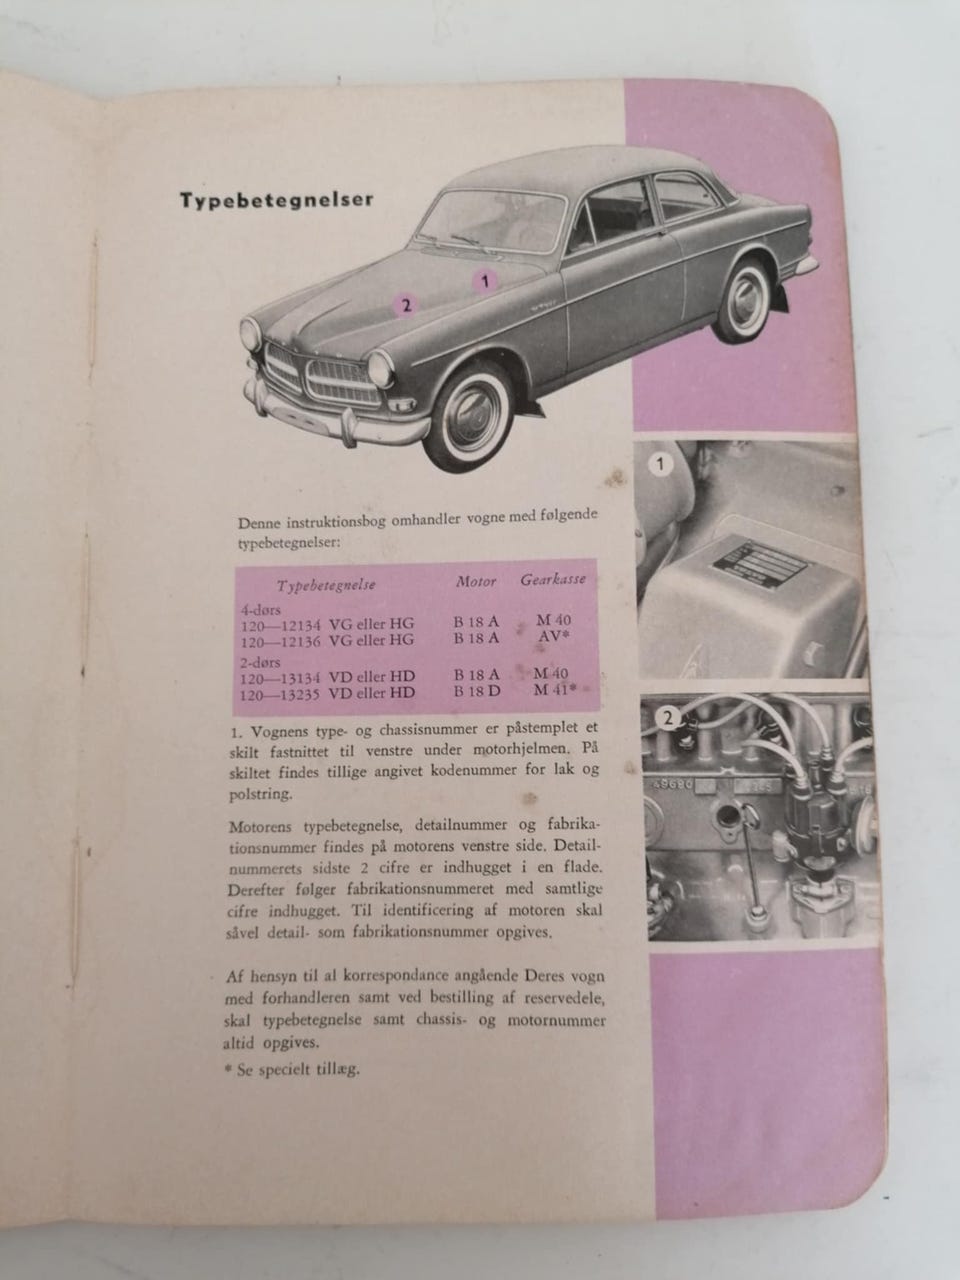 Typebetegnelser
1
2
Denne instruktionsbog omhandler vogne med følgende
typebetegnelser:
Typebetegnelse Motor Gearkasse
4-dørs
120—12134 VG eller HG B 18 A M 40
120—12136 VG eller HG B 18 A AV*
2-dørs
120—13134 VD eller HD B 18 A M 40
120—13235 VD eller HD B 18 D M 41*
1. Vognens type- og chassisnummer er påstemplet et
skilt fastnittet til venstre under motorhjelmen. På
skiltet findes tillige angivet kodenummer for lak og
polstring.
Motorens typebetegnelse, detailnummer og fabrika-
tionsnummer findes på motorens venstre side. Detail-
nummerets sidste 2 cifre er indhugget i en flade.
Derefter følger fabrikationsnummeret med samtlige
cifre indhugget. Til identificering af motoren skal
såvel detail- som fabrikationsnummer opgives.
Af hensyn til al korrespondance angående Deres vogn
med forhandleren samt ved bestilling af reservedele,
skal typebetegnelse samt chassis- og motornummer
altid opgives.
* Se specielt tillæg.
1
2
49690
B 18